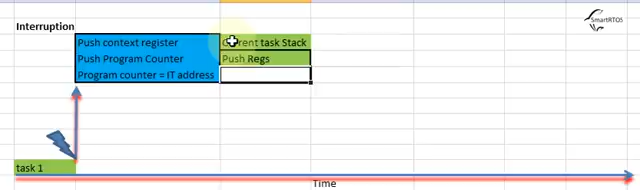 Interruption
SmartRTOS
Push context register
task Stack
Push Program Counter
Push Regs
Program counter = IT address
task 1
Time